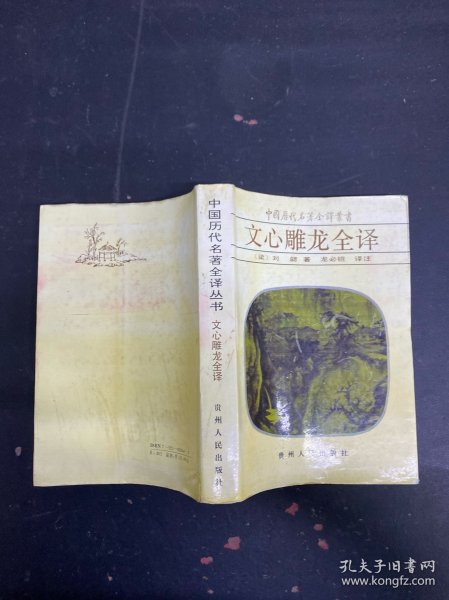 中国历代名著全译丛书
文心雕龙全译
〔梁〕刘勰著 龙必锟 译注
贵州人民出版社
中国历代名著全译丛书
文心雕龙全译
贵州人民出版社
孔夫子旧书网
www.kongfz.com